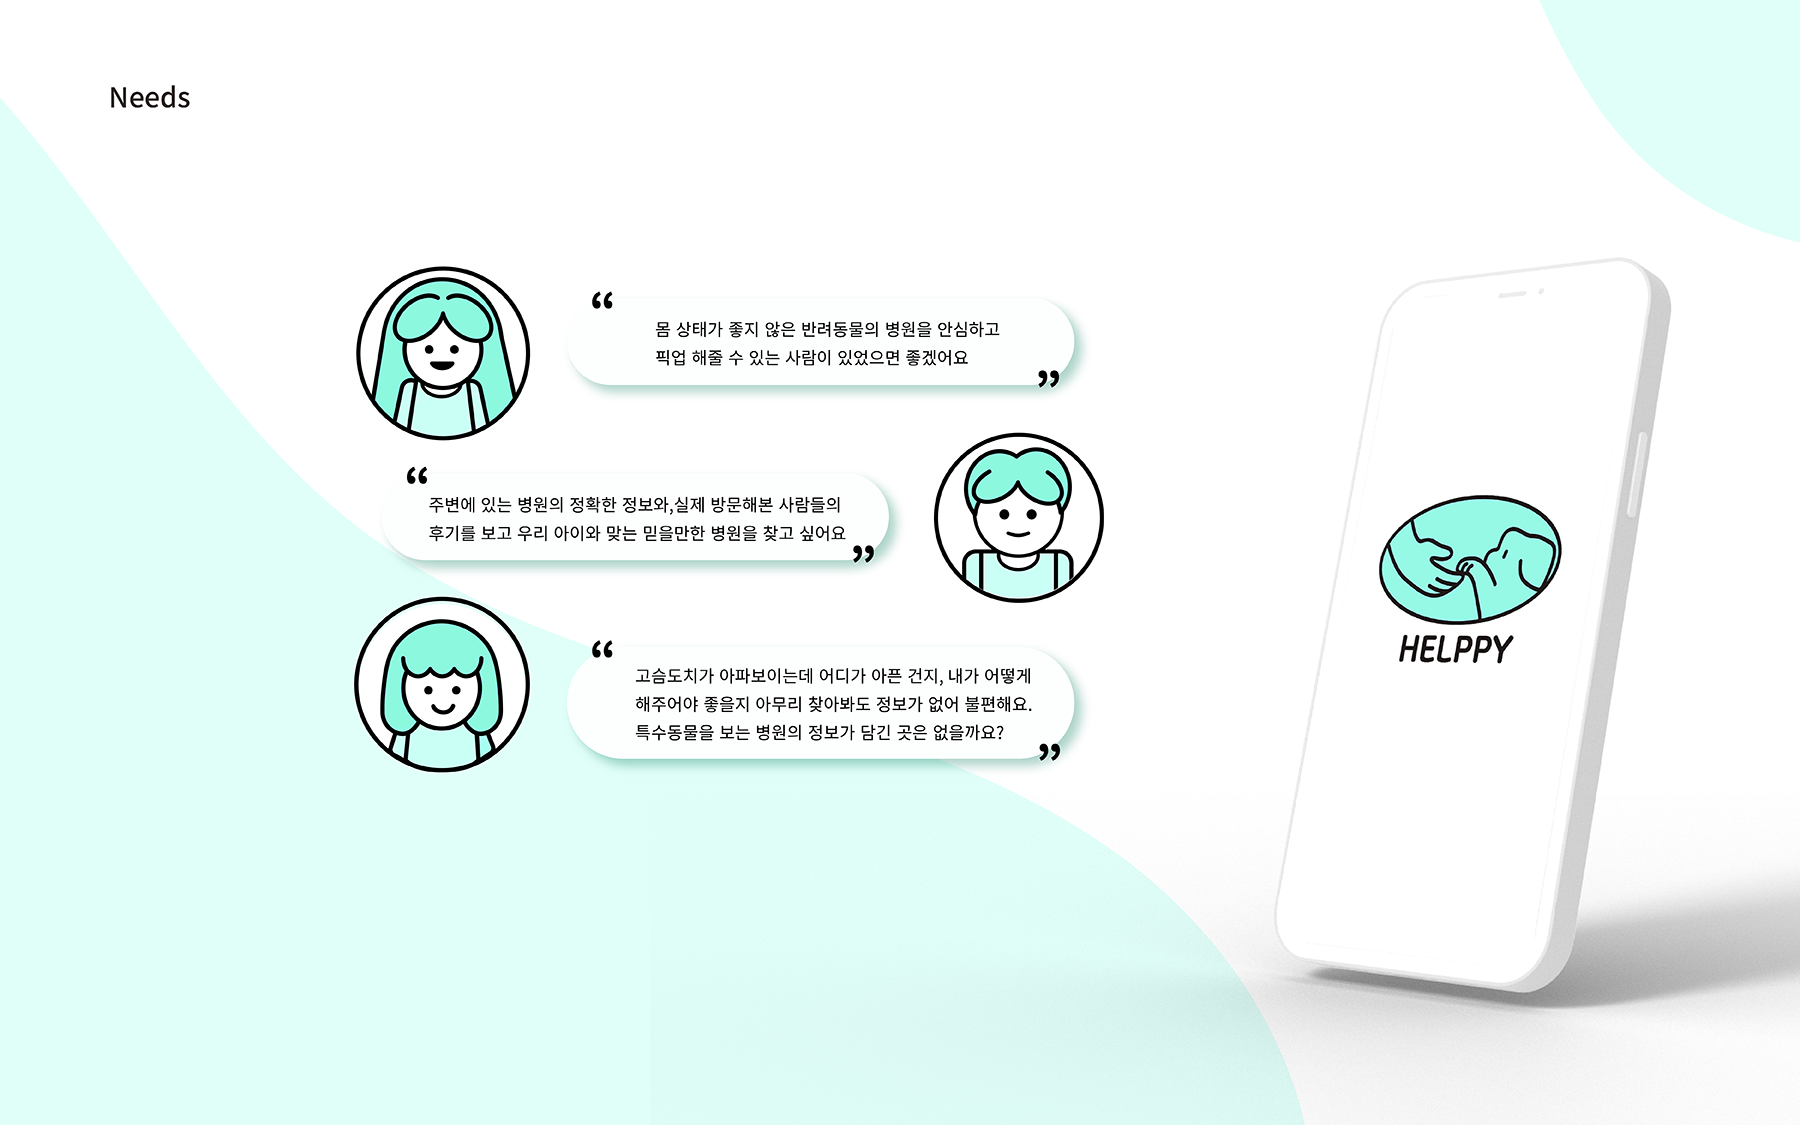 Needs
“
몸 상태가 좋지 않은 반려동물의 병원을 안심하고
픽업 해줄 수 있는 사람이 있었으면 좋겠어요
”
“
주변에 있는 병원의 정확한 정보와,실제 방문해본 사람들의
후기를 보고 우리 아이와 맞는 믿을만한 병원을 찾고 싶어요
”
“
고슴도치가 아파보이는데 어디가 아픈 건지, 내가 어떻게
해주어야 좋을지 아무리 찾아봐도 정보가 없어 불편해요.
특수동물을 보는 병원의 정보가 담긴 곳은 없을까요?
”
HELPPY